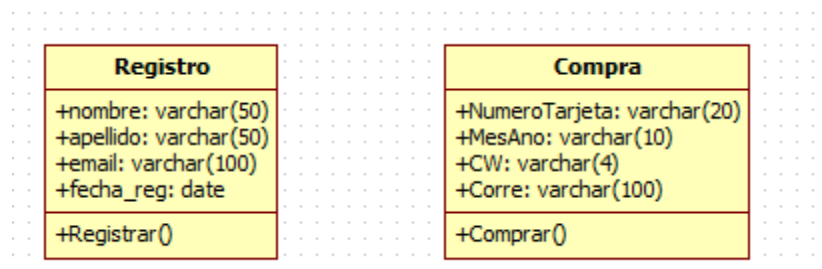 Registro
+nombre: varchar(50)
+apellido: varchar(50)
+email: varchar(100)
+fecha_reg: date
+Registrar()
Compra
+NumeroTarjeta: varchar(20)
+MesAno: varchar(10)
+CW: varchar(4)
+Corre: varchar(100)
+Comprar()